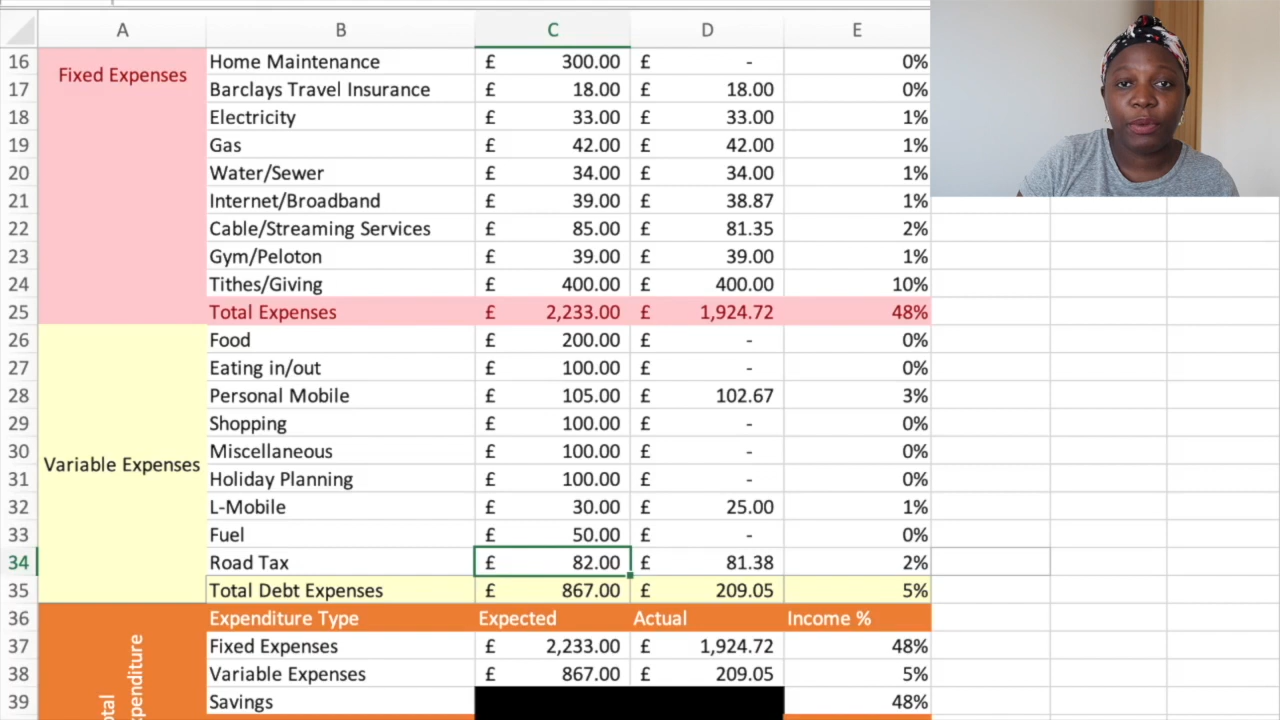 A B C D E
16 Home Maintenance £ 300.00 £ - 0%
Fixed Expenses
17 Barclays Travel Insurance £ 18.00 £ 18.00 0%
18 Electricity £ 33.00 £ 33.00 1%
19 Gas £ 42.00 £ 42.00 1%
20 Water/Sewer £ 34.00 £ 34.00 1%
21 Internet/Broadband £ 39.00 £ 38.87 1%
22 Cable/Streaming Services £ 85.00 £ 81.35 2%
23 Gym/Peloton £ 39.00 £ 39.00 1%
24 Tithes/Giving £ 400.00 £ 400.00 10%
25 Total Expenses £ 2,233.00 £ 1,924.72 48%
26 Food £ 200.00 £ - 0%
27 Eating in/out £ 100.00 £ - 0%
28 Personal Mobile £ 105.00 £ 102.67 3%
29 Shopping £ 100.00 £ - 0%
30 Miscellaneous £ 100.00 £ - 0%
Variable Expenses
31 Holiday Planning £ 100.00 £ - 0%
32 L-Mobile £ 30.00 £ 25.00 1%
33 Fuel £ 50.00 £ - 0%
34 Road Tax £ 82.00 £ 81.38 2%
35 Total Debt Expenses £ 867.00 £ 209.05 5%
36 Expenditure Type Expected Actual Income %
37 Fixed Expenses £ 2,233.00 £ 1,924.72 48%
38 Variable Expenses £ 867.00 £ 209.05 5%
39 Savings 48%